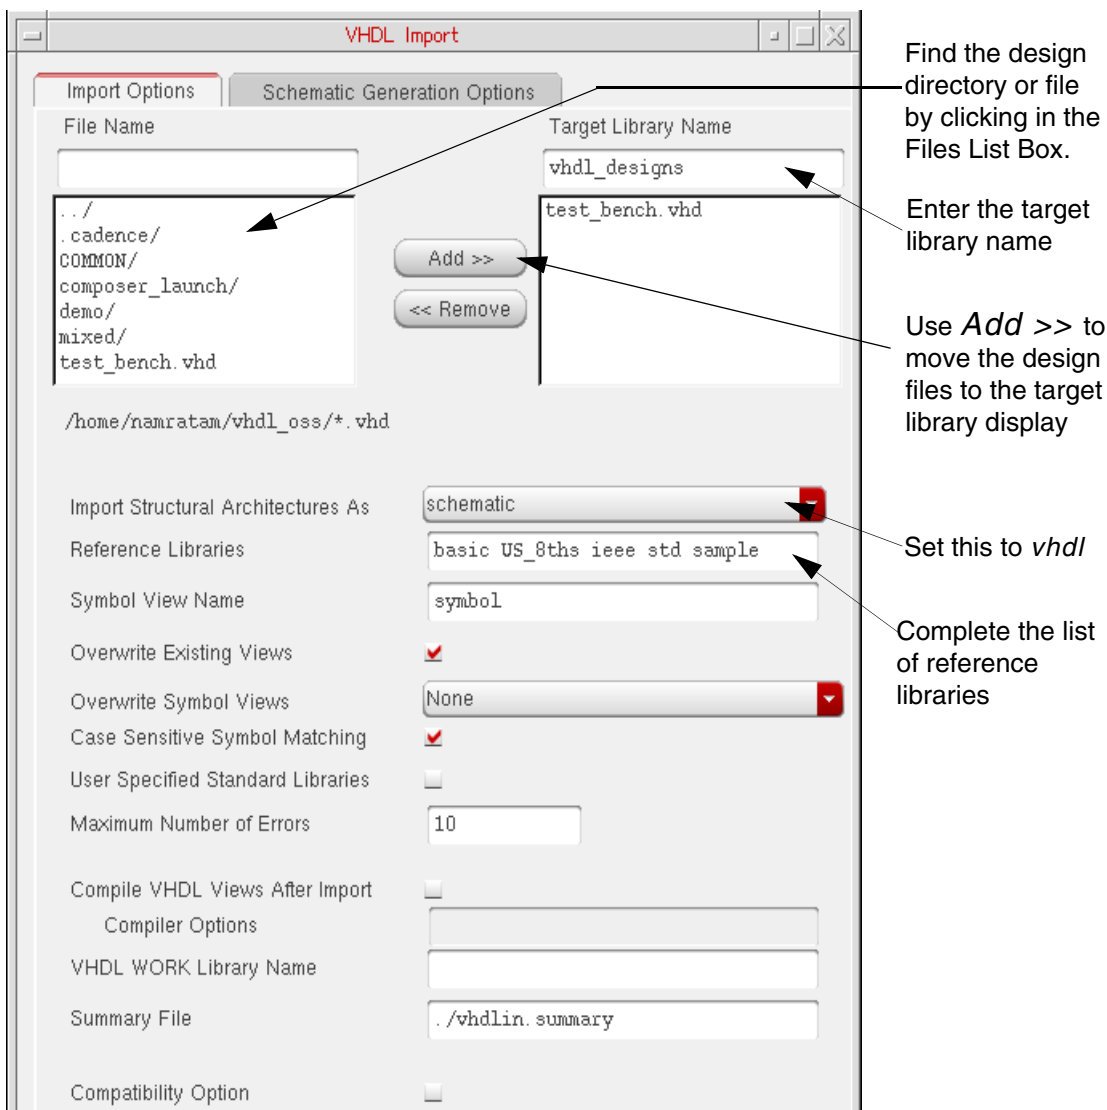 VHDL Import
Import Options
Schematic Generation Options
File Name
Target Library Name
vhdl_designs
../
.cadence/
COMMON/
composer_launch/
demo/
mixed/
test_bench.vhd
Add >>
<< Remove
test_bench.vhd
/home/namratam/vhdl_oss/*.vhd
Import Structural Architectures As
schematic
Reference Libraries
basic US_8ths ieee std sample
Symbol View Name
symbol
Overwrite Existing Views
Overwrite Symbol Views
None
Case Sensitive Symbol Matching
User Specified Standard Libraries
Maximum Number of Errors
10
Compile VHDL Views After Import
Compiler Options
VHDL WORK Library Name
Summary File
./vhdlin.summary
Compatibility Option
Find the design
directory or file
by clicking in the
Files List Box.
Enter the target
library name
Use Add >> to
move the design
files to the target
library display
Set this to vhdl
Complete the list
of reference
libraries